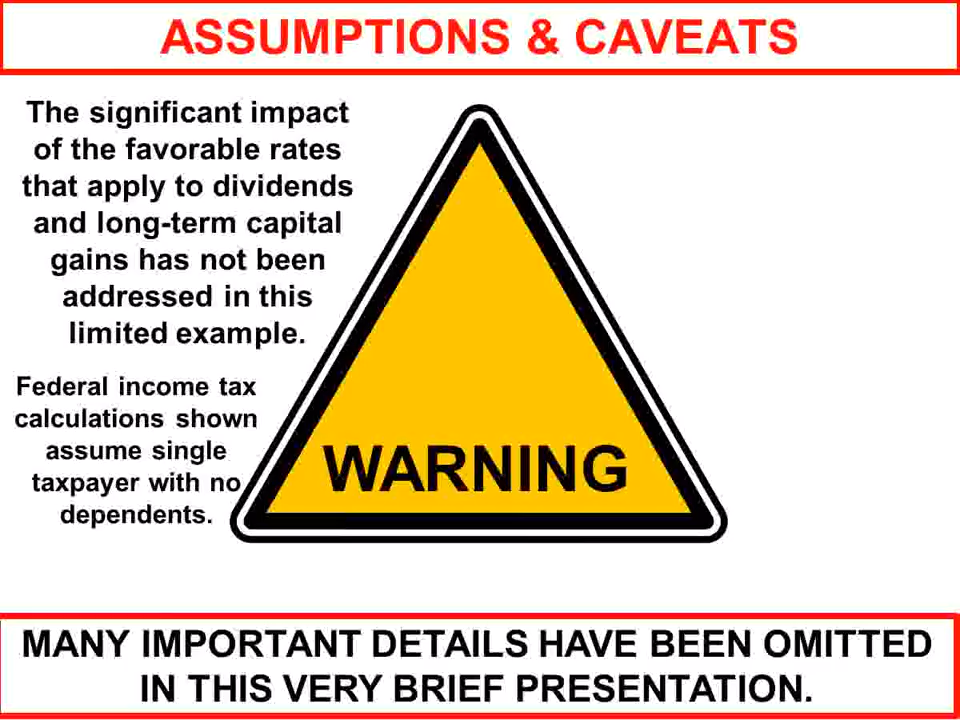 ASSUMPTIONS & CAVEATS
The significant impact
of the favorable rates
that apply to dividends
and long-term capital
gains has not been
addressed in this
limited example.
Federal income tax
calculations shown
assume single
taxpayer with no
dependents.
WARNING
MANY IMPORTANT DETAILS HAVE BEEN OMITTED
IN THIS VERY BRIEF PRESENTATION.